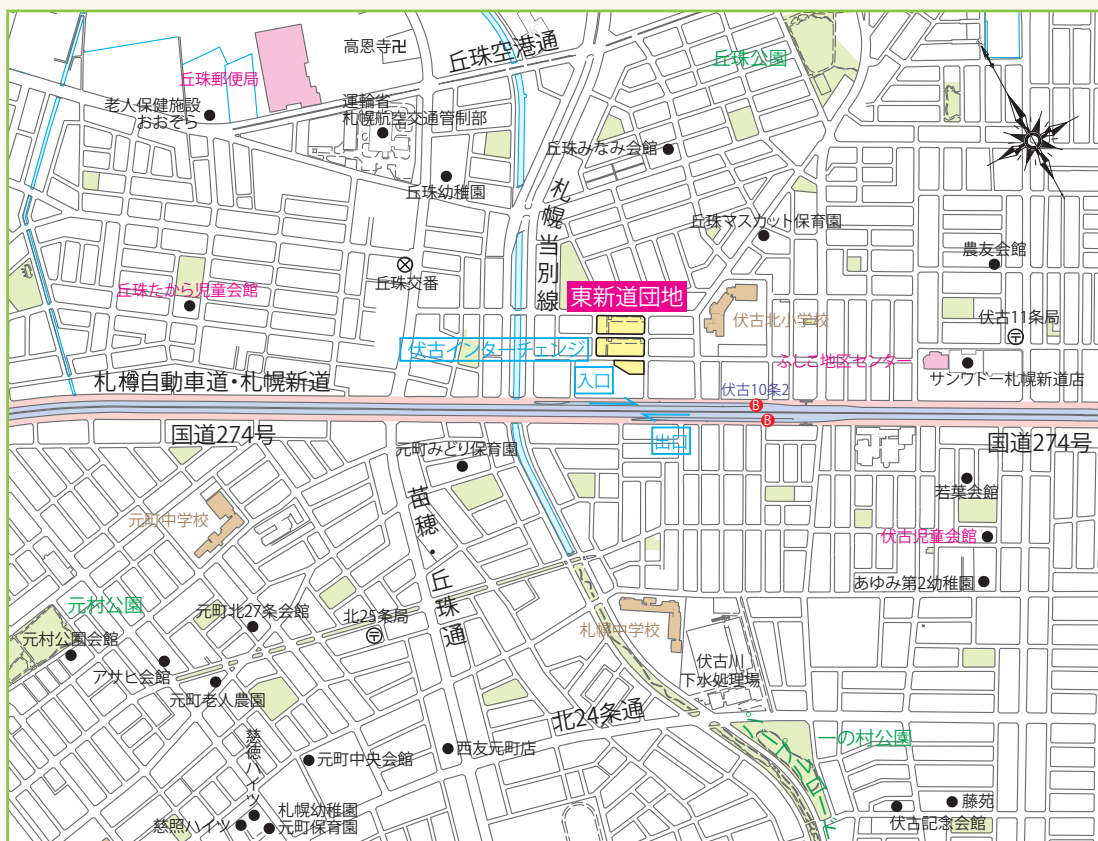 高恩寺卍
丘珠空港通
丘珠公園
丘珠郵便局
老人保健施設
おおぞら
運輸省
札幌航空交通管制部
丘珠みなみ会館
丘珠幼稚園
札幌当別線
丘珠マスカット保育園
農友会館
丘珠交番
丘珠たから児童会館
東新道団地
伏古北小学校
伏古11条局
〒
伏古インターチェンジ
ふしこ地区センター
サンワドー札幌新道店
札樽自動車道・札幌新道
入口
伏古10条2
B
B
国道274号
出口
国道274号
元町みどり保育園
苗穂・丘珠通
若葉会館
元町中学校
伏古児童会館
あゆみ第2幼稚園
元村公園
元町北27条会館
北25条局
〒
札幌中学校
元村公園会館
アサヒ会館
伏古川
下水処理場
元町老人農園
北24条通
慈徳ハイツ
西友元町店
元町中央会館
パープルロード
一の村公園
札幌幼稚園
慈照ハイツ
元町保育園
藤苑
伏古記念会館